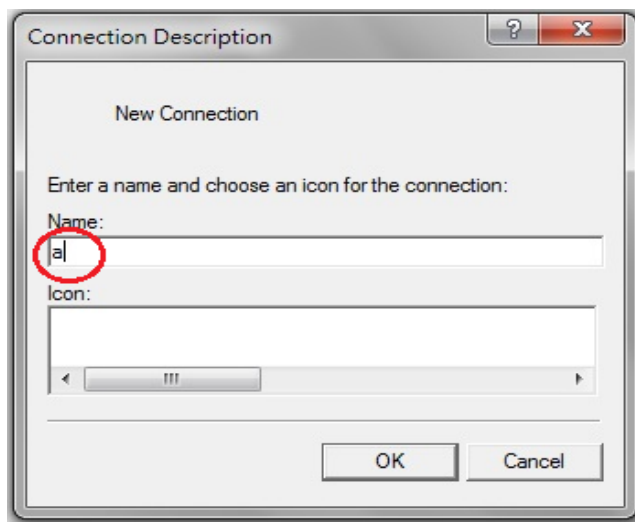 Connection Description
New Connection
Enter a name and choose an icon for the connection:
Name:
a
Icon:
OK Cancel